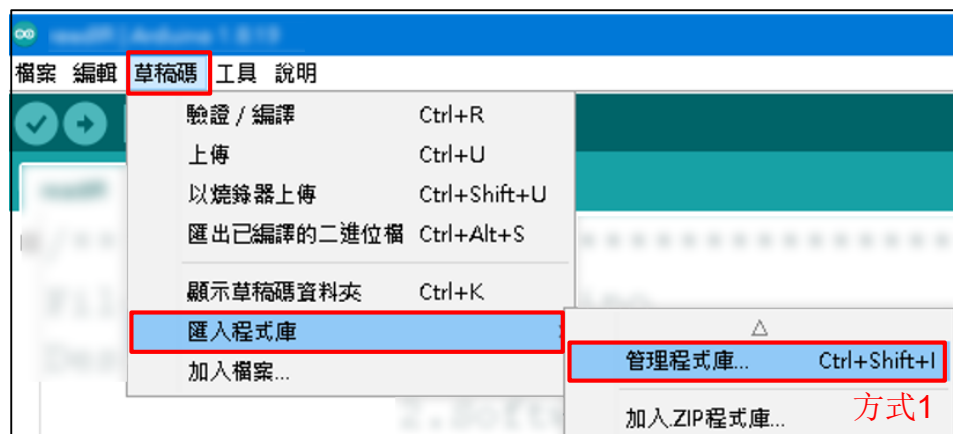 檔案 編輯 草稿碼 工具 說明
驗證 / 編譯 Ctrl+R
上傳 Ctrl+U
以燒錄器上傳 Ctrl+Shift+U
匯出已編譯的二進位檔 Ctrl+Alt+S
顯示草稿碼資料夾 Ctrl+K
匯入程式庫
加入檔案...
管理程式庫... Ctrl+Shift+I
加入.ZIP程式庫...
方式1